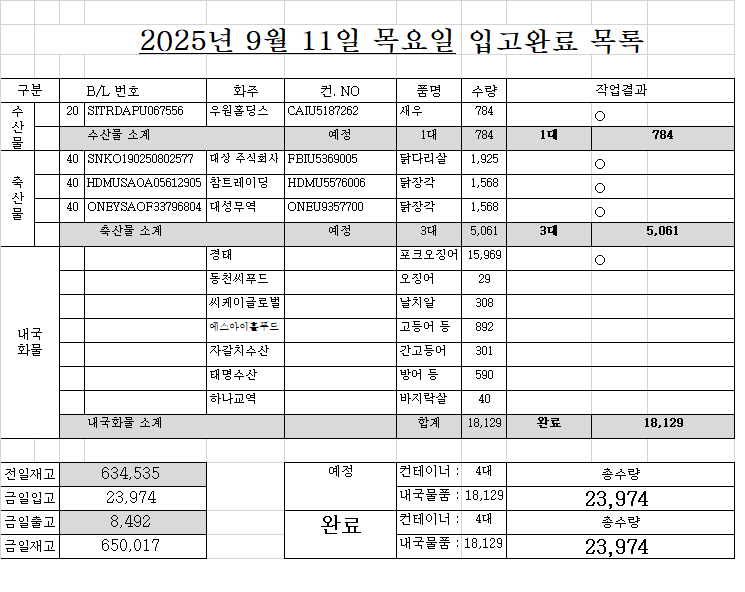 2025년 9월 11일 목요일 입고완료 목록
구분 B/L 번호 화주 컨. NO 품명 수량 작업결과
수산물 20 SITRDAPU067556 우원홀딩스 CAIU5187262 새우 784 ○
수산물 소계 예정 1대 784 1대 784
축산물 40 SNKO190250802577 대상 주식회사 FBIU5369005 닭다리살 1,925 ○
40 HDMUSAOA05612905 참트레이딩 HDMU5576006 닭장각 1,568 ○
40 ONEYSAOF33796804 대성무역 ONEU9357700 닭장각 1,568 ○
축산물 소계 예정 3대 5,061 3대 5,061
내국화물 경태 포크오징어 15,969 ○
동천씨푸드 오징어 29
씨케이글로벌 날치알 308
에스아이홀푸드 고등어 등 892
자갈치수산 간고등어 301
태명수산 방어 등 590
하나교역 바지락살 40
내국화물 소계 합계 18,129 완료 18,129
전일재고 634,535 예정 컨테이너 : 4대 총수량
금일입고 23,974 내국물품 : 18,129 23,974
금일출고 8,492 완료 컨테이너 : 4대 총수량
금일재고 650,017 내국물품 : 18,129 23,974